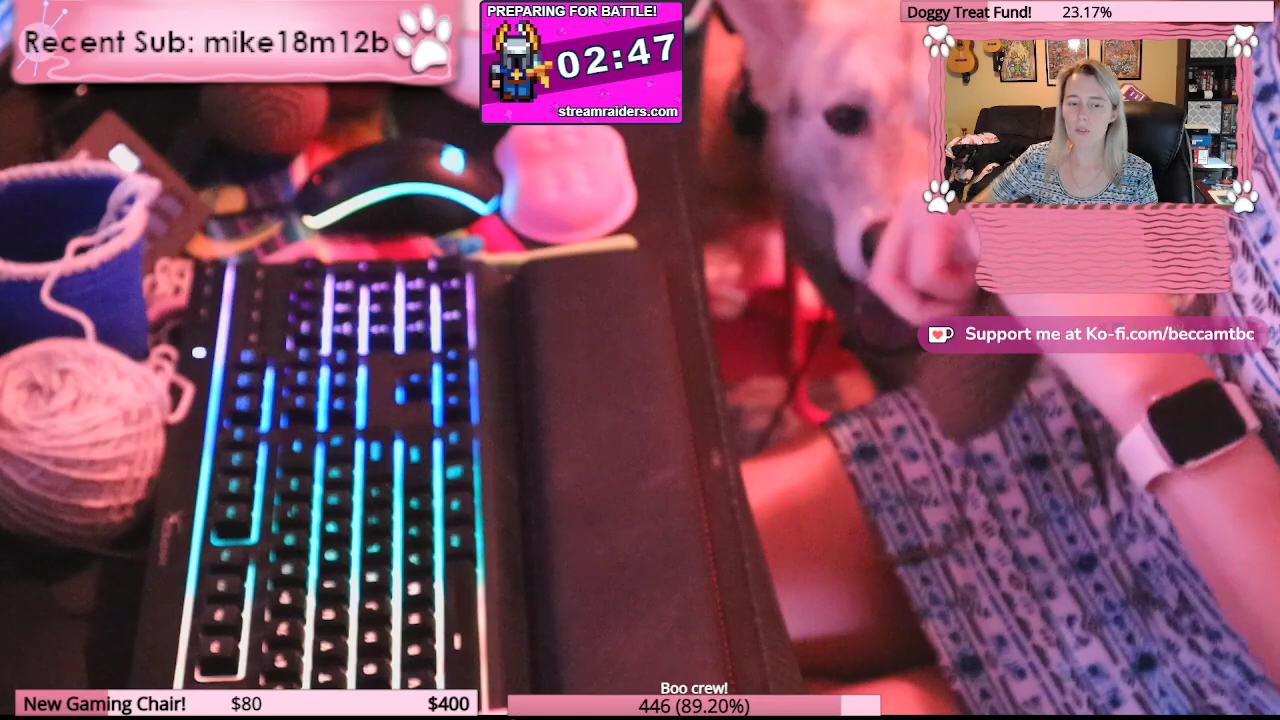 Recent Sub: mike18m12b
PREPARING FOR BATTLE!
02:47
streamraiders.com
Doggy Treat Fund! 23.17%
Support me at Ko-fi.com/beccamtbc
New Gaming Chair! $80 $400
Boo crew!
446 (89.20%)